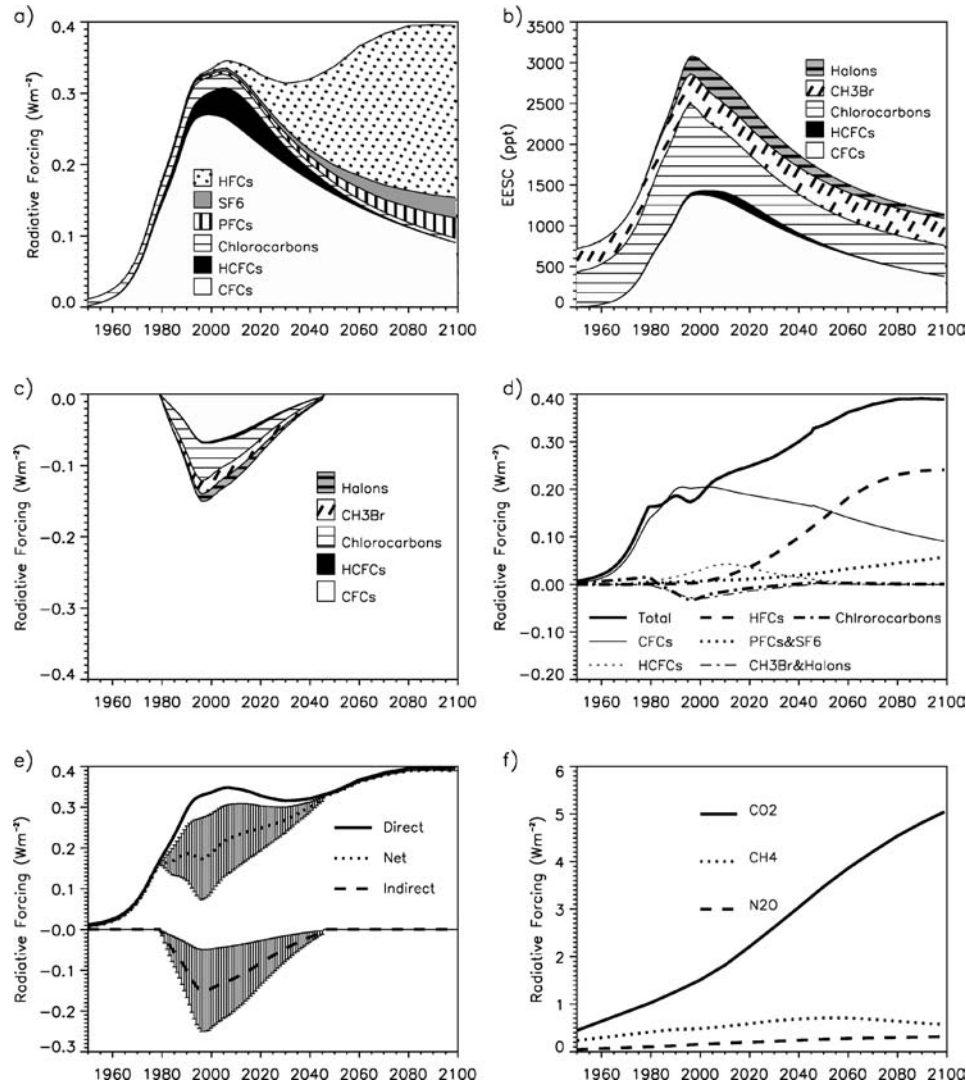 a)
Radiative Forcing (Wm⁻²)
0.4
0.3
0.2
0.1
0.0
HFCs
SF6
PFCs
Chlorocarbons
HCFCs
CFCs
1960 1980 2000 2020 2040 2060 2080 2100
b)
EESC (ppt)
3500
3000
2500
2000
1500
1000
500
0
Halons
CH3Br
Chlorocarbons
HCFCs
CFCs
1960 1980 2000 2020 2040 2060 2080 2100
c)
Radiative Forcing (Wm⁻²)
0.0
-0.1
-0.2
-0.3
-0.4
Halons
CH3Br
Chlorocarbons
HCFCs
CFCs
1960 1980 2000 2020 2040 2060 2080 2100
d)
Radiative Forcing (Wm⁻²)
0.40
0.30
0.20
0.10
0.00
-0.10
-0.20
Total HFCs Chlrorocarbons
CFCs PFCs&SF6
HCFCs CH3Br&Halons
1960 1980 2000 2020 2040 2060 2080 2100
e)
Radiative Forcing (Wm⁻²)
0.4
0.3
0.2
0.1
-0.0
-0.1
-0.2
-0.3
Direct
Net
Indirect
1960 1980 2000 2020 2040 2060 2080 2100
f)
Radiative Forcing (Wm⁻²)
6
5
4
3
2
1
0
CO2
CH4
N2O
1960 1980 2000 2020 2040 2060 2080 2100